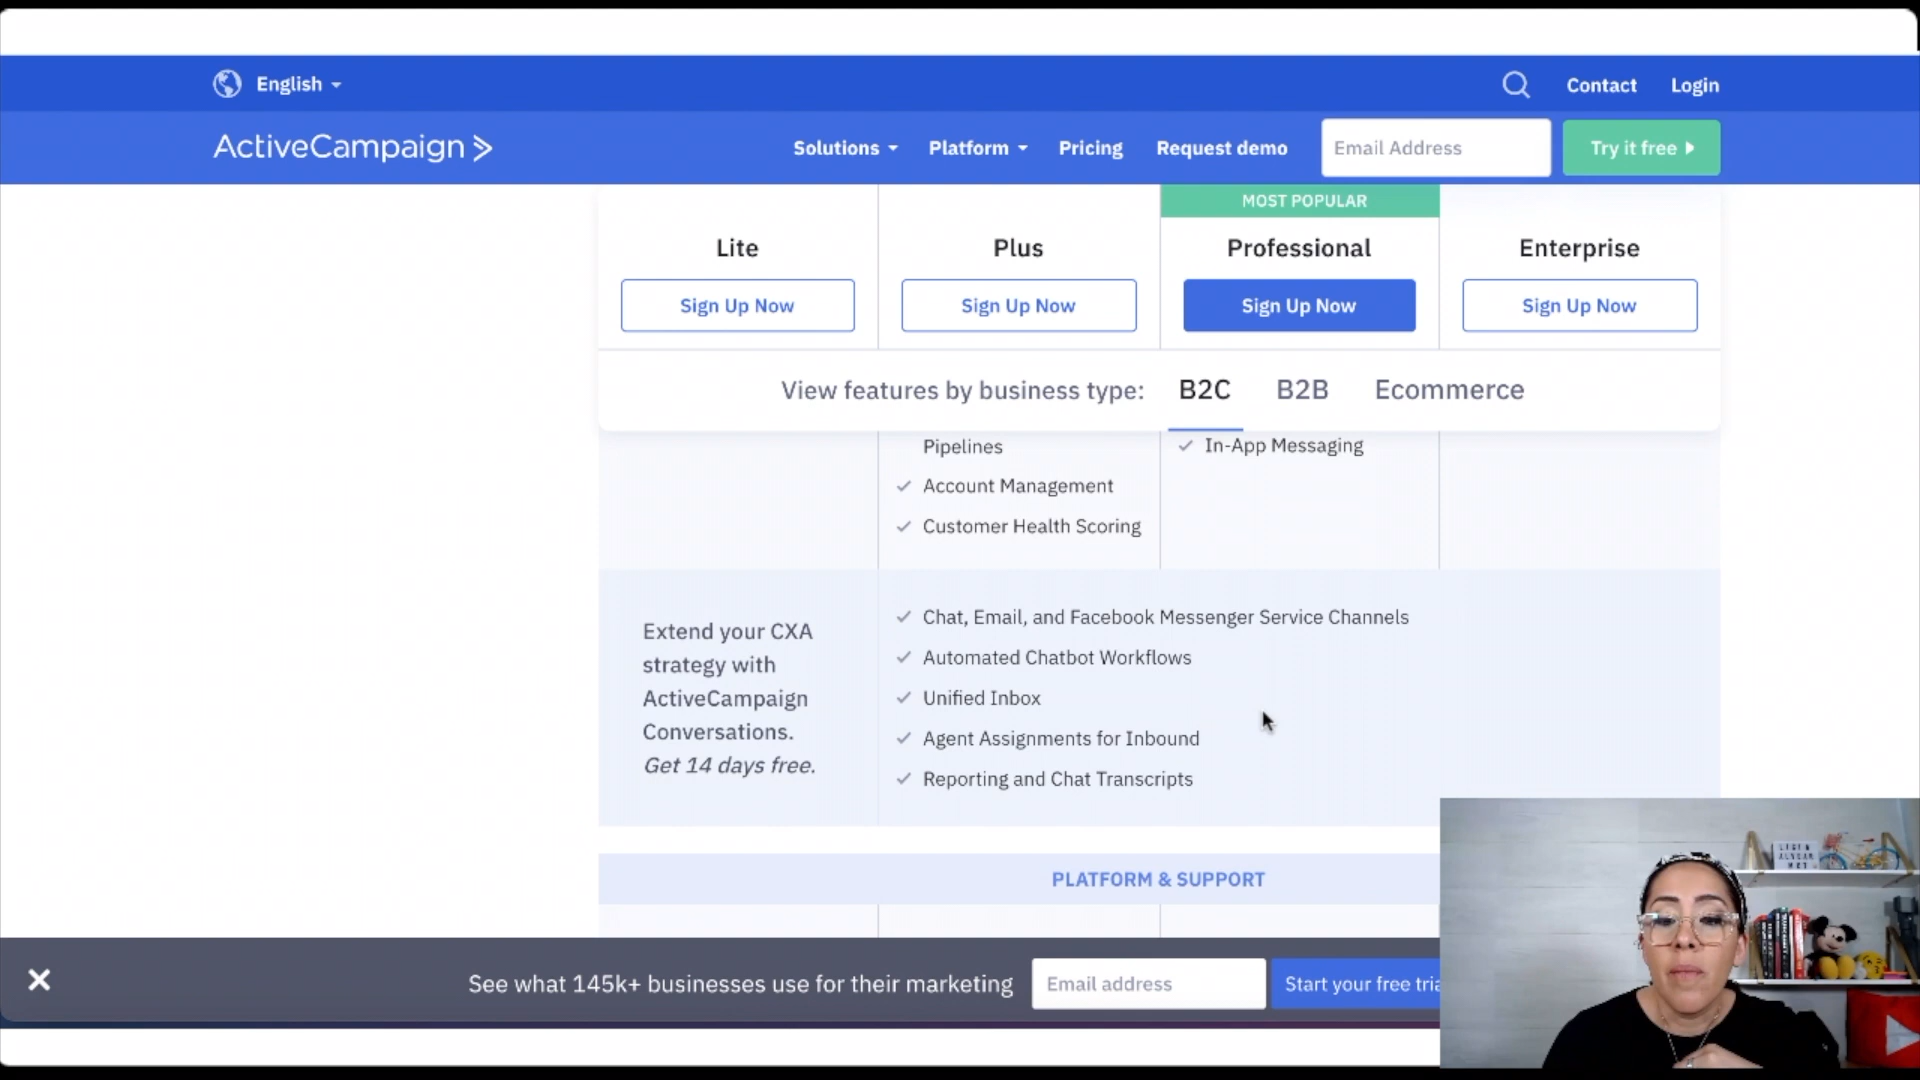 English
Contact
Login
ActiveCampaign >
Solutions
Platform
Pricing
Request demo
Email Address
Try it free
MOST POPULAR
Lite
Plus
Professional
Enterprise
Sign Up Now
Sign Up Now
Sign Up Now
Sign Up Now
View features by business type:
B2C
B2B
Ecommerce
Pipelines
Account Management
Customer Health Scoring
In-App Messaging
Extend your CXA
strategy with
ActiveCampaign
Conversations.
Get 14 days free.
Chat, Email, and Facebook Messenger Service Channels
Automated Chatbot Workflows
Unified Inbox
Agent Assignments for Inbound
Reporting and Chat Transcripts
PLATFORM & SUPPORT
See what 145k+ businesses use for their marketing
Email address
Start your free tria